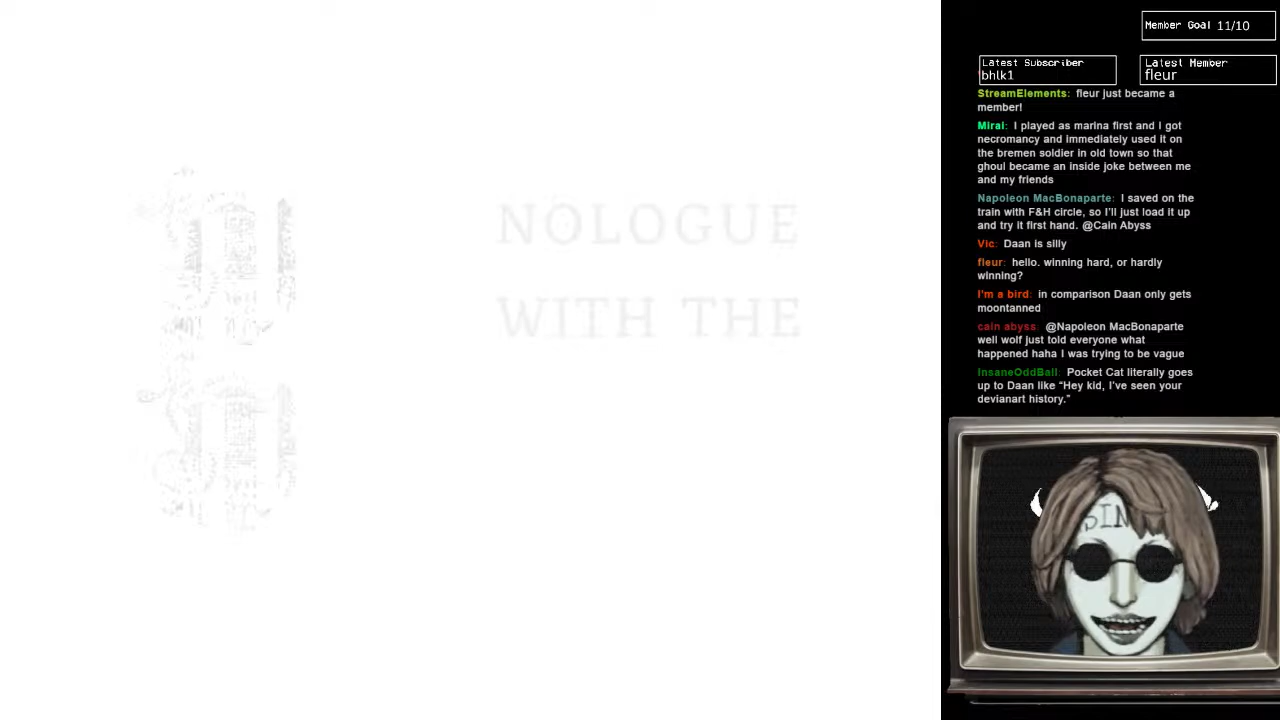 NOLOGUE
WITH THE
Member Goal 11/10
Latest Subscriber
bhlk1
Latest Member
fleur
StreamElements: fleur just became a
member!
Mirai: I played as marina first and I got
necromancy and immediately used it on
the bremen soldier in old town so that
ghoul became an inside joke between me
and my friends
Napoleon MacBonaparte: I saved on the
train with F&H circle, so I'll just load it up
and try it first hand. @Cain Abyss
Vic: Daan is silly
fleur: hello. winning hard, or hardly
winning?
I'm a bird: in comparison Daan only gets
moontanned
cain abyss: @Napoleon MacBonaparte
well wolf just told everyone what
happened haha I was trying to be vague
InsaneOddBall: Pocket Cat literally goes
up to Daan like “Hey kid, I've seen your
devianart history.”
SIN